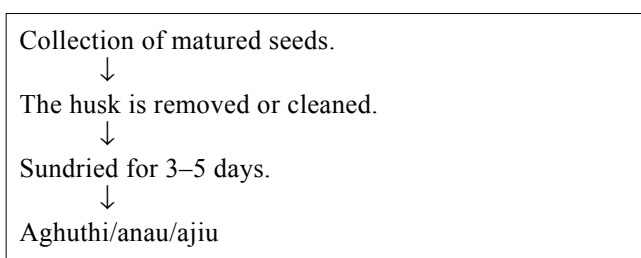 Collection of matured seeds.
↓
The husk is removed or cleaned.
↓
Sundried for 3–5 days.
↓
Aghuthi/anau/ajiu